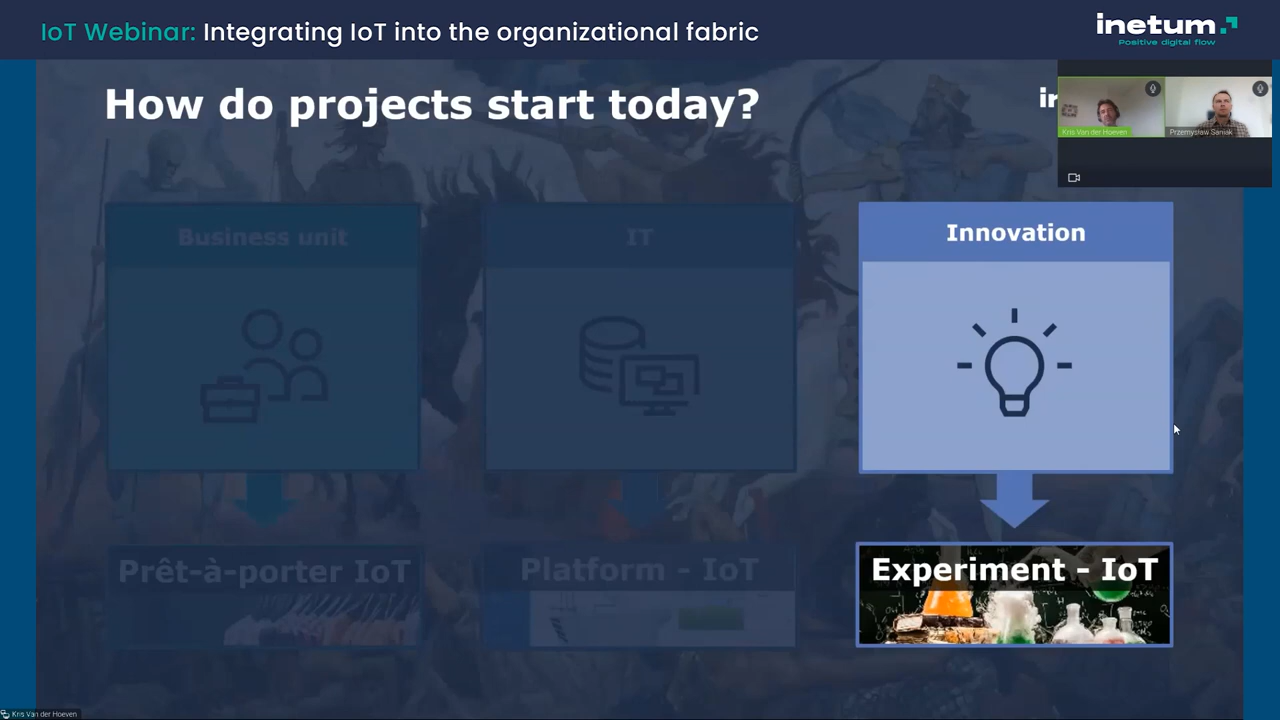 IoT Webinar: Integrating IoT into the organizational fabric
inetum
Positive digital flow
How do projects start today?
Kris Van der Hoeven
Przemysław Saniak
Business unit
IT
Innovation
Prêt-à-porter IoT
Platform - IoT
Experiment - IoT
Kris Van der Hoeven